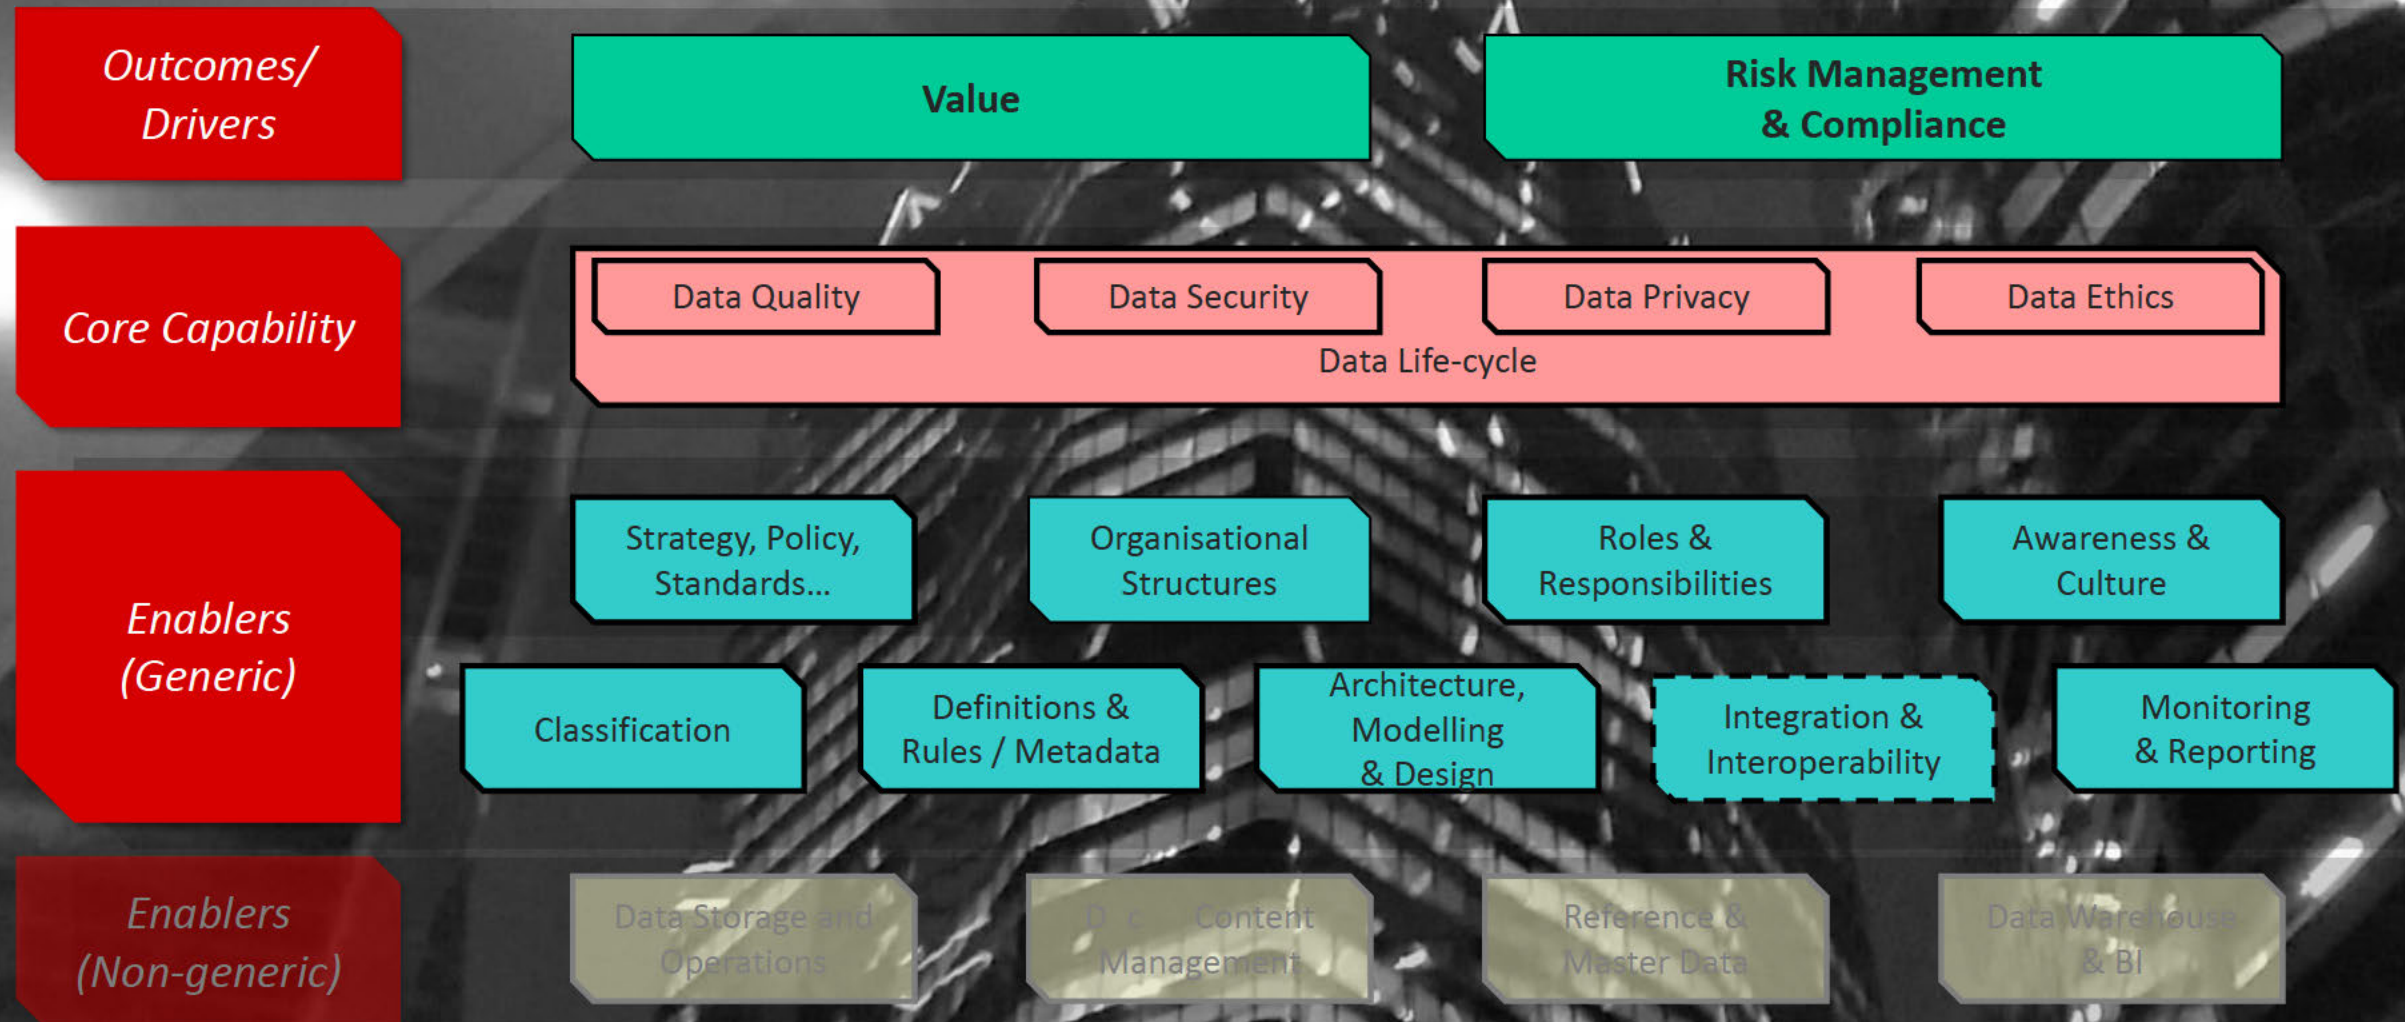 Outcomes/
Drivers
Value
Risk Management
& Compliance
Core Capability
Data Quality
Data Security
Data Privacy
Data Ethics
Data Life-cycle
Enablers
(Generic)
Strategy, Policy,
Standards...
Organisational
Structures
Roles &
Responsibilities
Awareness &
Culture
Classification
Definitions &
Rules / Metadata
Architecture,
Modelling
& Design
Integration &
Interoperability
Monitoring
& Reporting
Enablers
(Non-generic)
Data Storage and
Operations
Content
Management
Reference &
Master Data
Data Warehouse
& BI